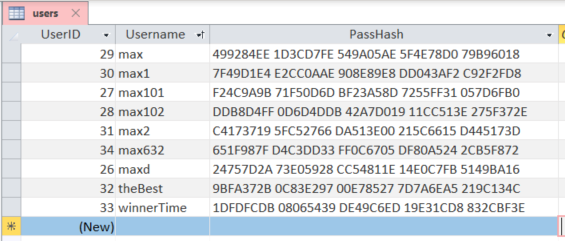 users
UserID Username PassHash
29 max 499284EE 1D3CD7FE 549A05AE 5F4E78D0 79B96018
30 max1 7F49D1E4 E2CC0AAE 908E89E8 DD043AF2 C92F2FD8
27 max101 F24C9A9B 71F50D6D BF23A58D 7255FF31 057D6FB0
28 max102 DDB8D4FF 0D6D4DDB 42A7D019 11CC513E 275F372E
31 max2 C4173719 5FC52766 DA513E00 215C6615 D445173D
34 max632 651F987F D4C3DD33 FF0C6705 DF80A524 2CB5F872
26 maxd 24757D2A 73E05928 CC54811E 14E0C7FB 5149BA16
32 theBest 9BFA372B 0C83E297 00E78527 7D7A6EA5 219C134C
33 winnerTime 1DFDFCDB 08065439 DE49C6ED 19E31CD8 832CBF3E
(New)